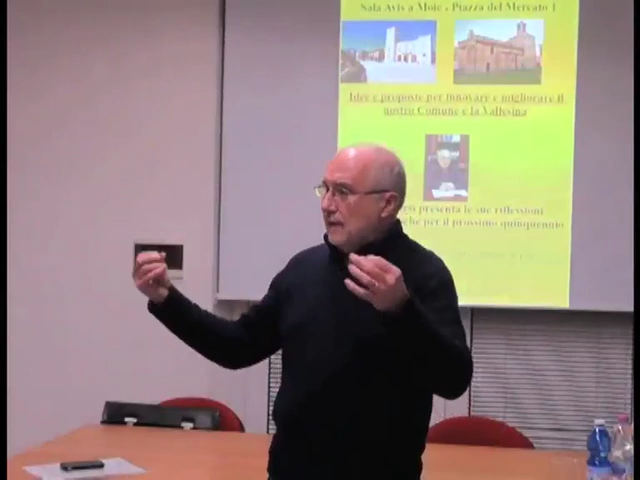 Sala Avis a Moie - Piazza del Mercato 1
Idee e proposte per innovare e migliorare il
nostro Comune e la Vallesina
presenta le sue riflessioni
per il prossimo quinquennio